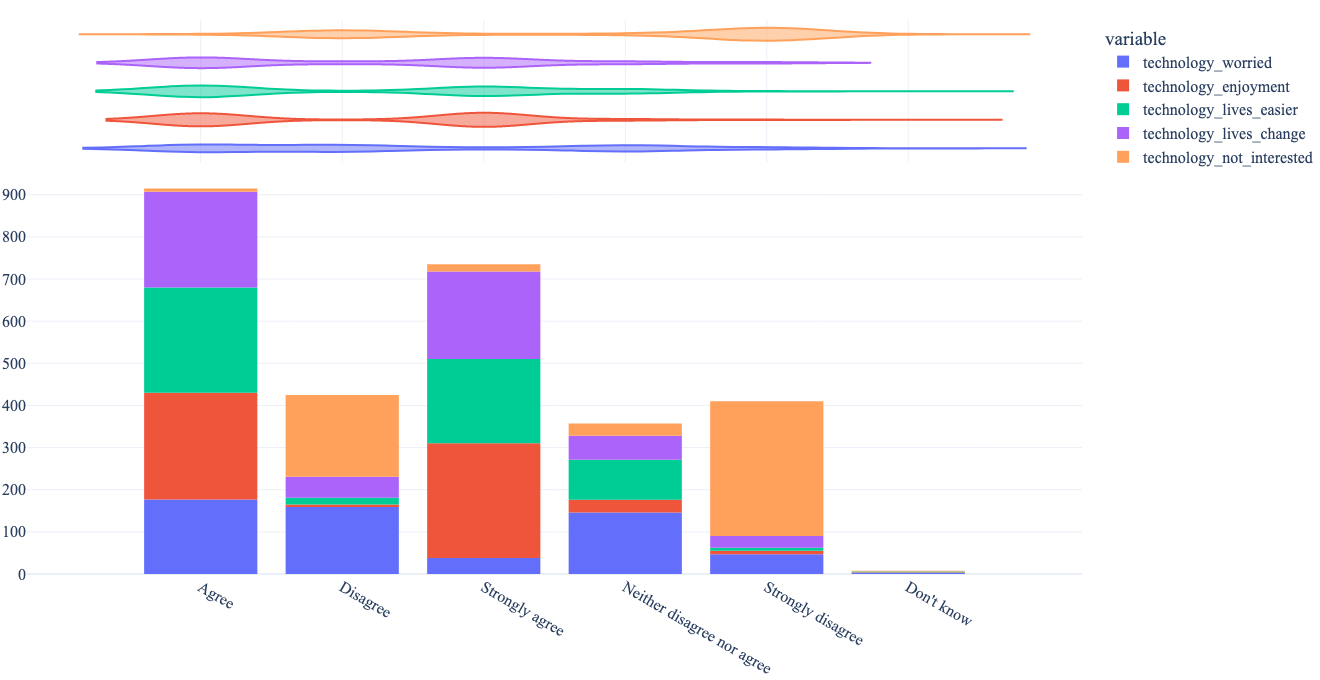 variable
technology_worried
technology_enjoyment
technology_lives_easier
technology_lives_change
technology_not_interested
900
800
700
600
500
400
300
200
100
0
Agree
Disagree
Strongly agree
Neither disagree nor agree
Strongly disagree
Don't know